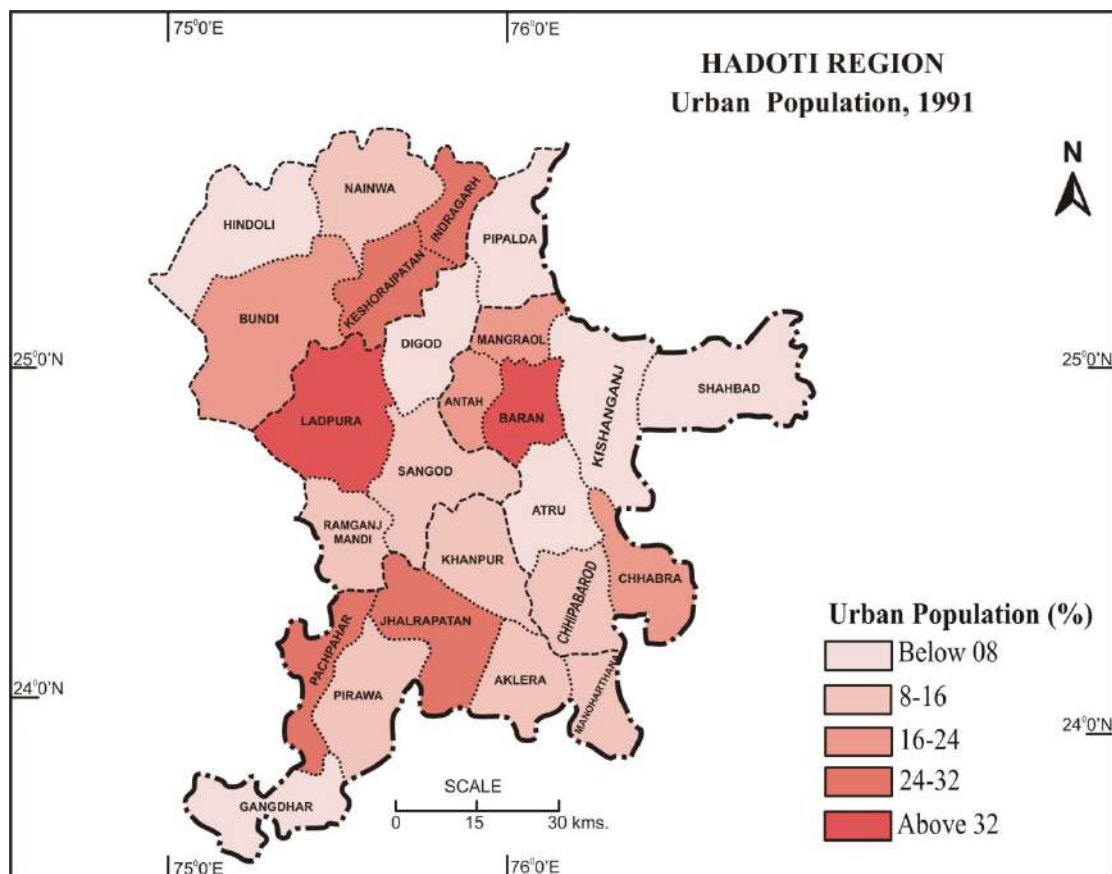 75°0'E
76°0'E
HADOTI REGION
Urban Population, 1991
N
NAINWA
INDRAGARH
HINDOLI
PIPALDA
KESHORAIPATAN
BUNDI
DIGOD
MANGRAOL
25°0'N
25°0'N
SHAHBAD
ANTAH
BARAN
LADPURA
KISHANGANJ
SANGOD
ATRU
RAMGANJ
MANDI
KHANPUR
CHHIPABAROD
CHHABRA
JHALRAPATAN
PACHPAHAR
Urban Population (%)
Below 08
8-16
16-24
24-32
Above 32
AKLERA
MANOHARTHANA
PIRAWA
24°0'N
24°0'N
SCALE
GANGDHAR
0 15 30 kms.
75°0'E
76°0'E